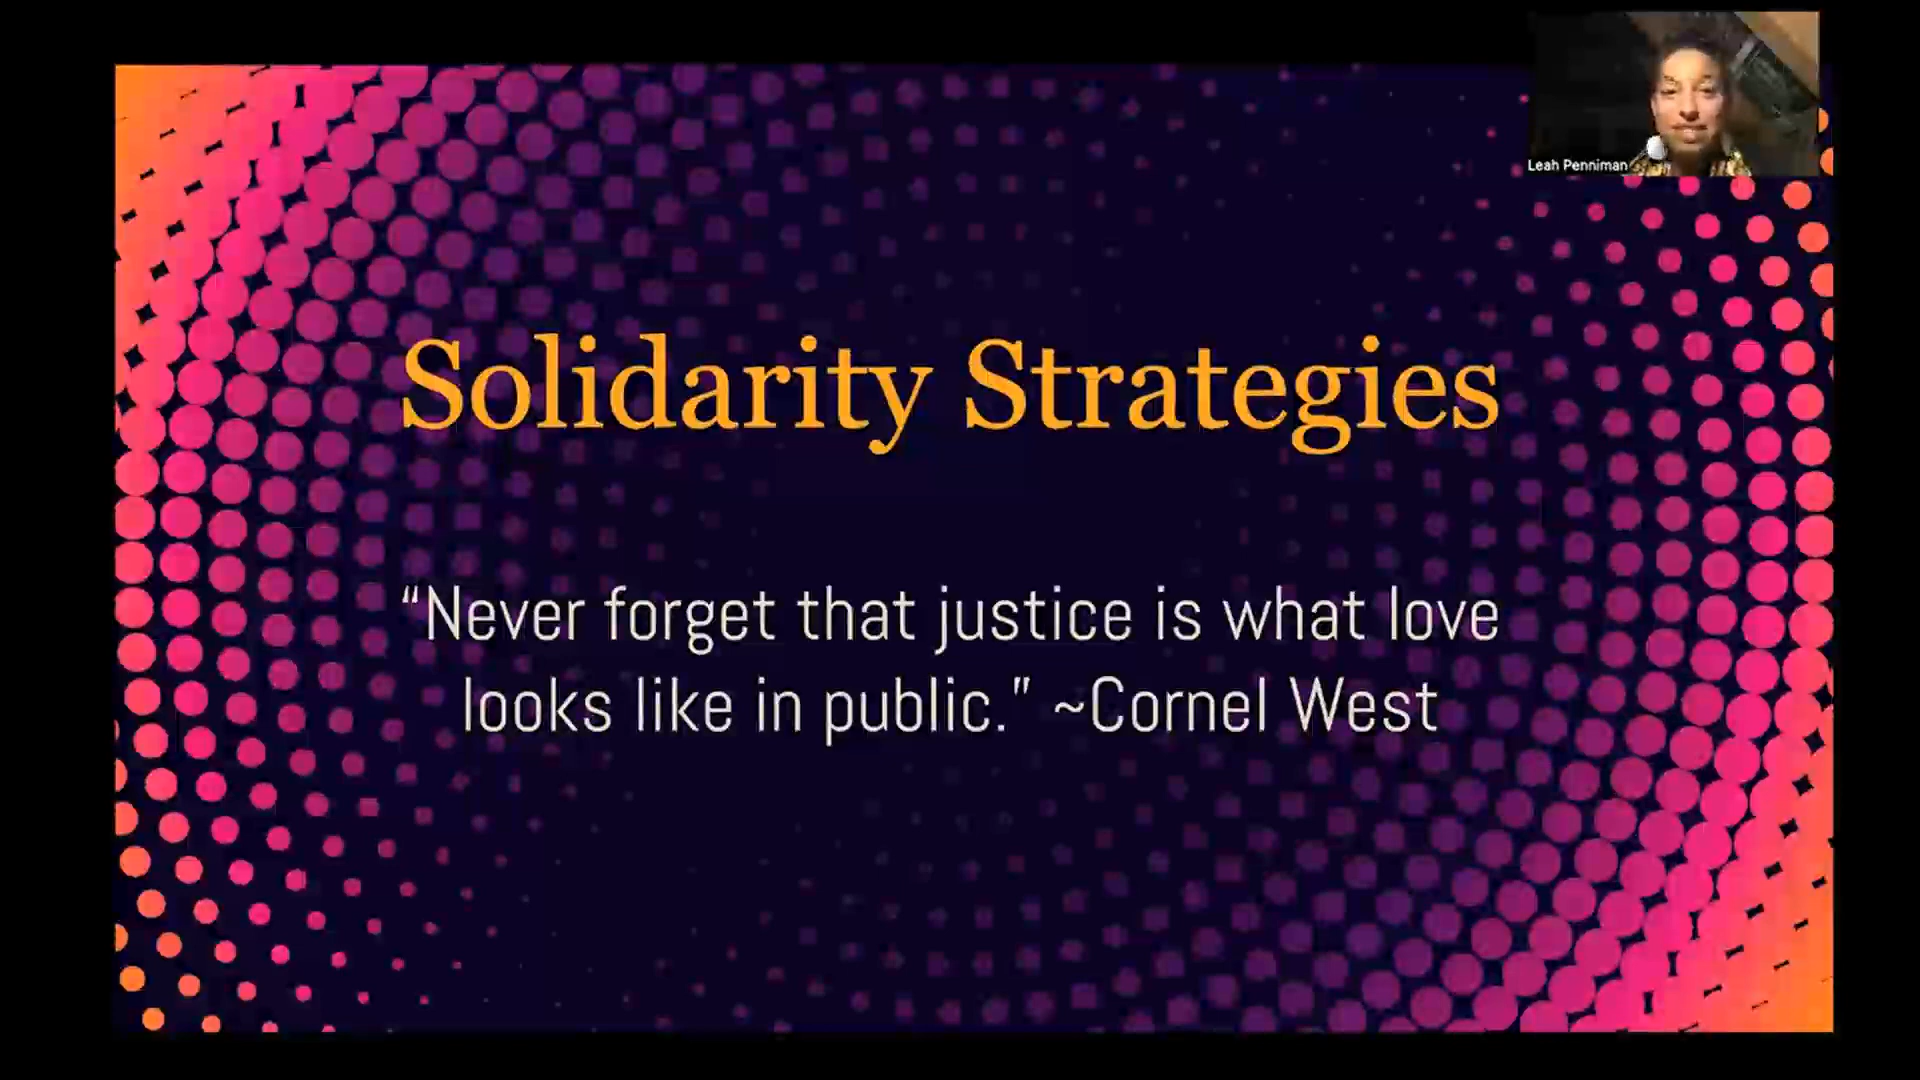 Leah Penniman
Solidarity Strategies
“Never forget that justice is what love
looks like in public.” ~Cornel West